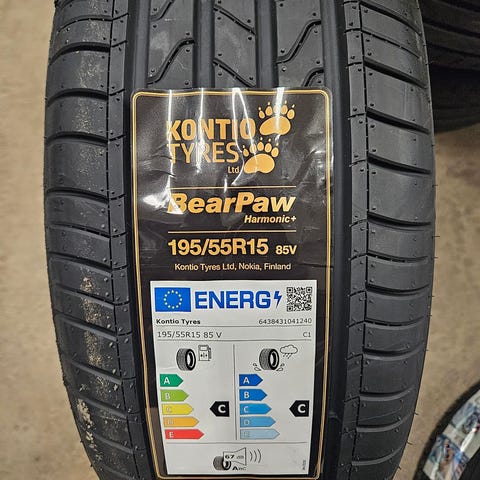 KONTIO
TYRES
Ltd
BearPaw
Harmonic+
195/55R15 85V
Kontio Tyres Ltd, Nokia, Finland
ENERG
Kontio Tyres 6438431041240
195/55R15 85 V C1
A A
B B
C C C C
D D
E E
67 dB
ABC